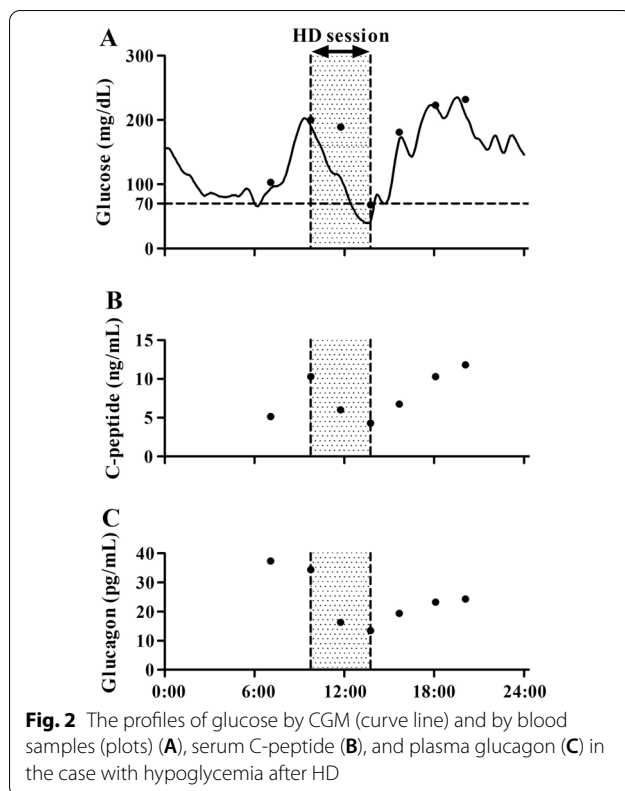 HD session
A
300
200
100
70
0
Glucose (mg/dL)
B
15
10
5
0
C-peptide (ng/mL)
C
40
30
20
10
0
Glucagon (pg/mL)
0:00 6:00 12:00 18:00 24:00
Fig. 2 The profiles of glucose by CGM (curve line) and by blood
samples (plots) (A), serum C-peptide (B), and plasma glucagon (C) in
the case with hypoglycemia after HD